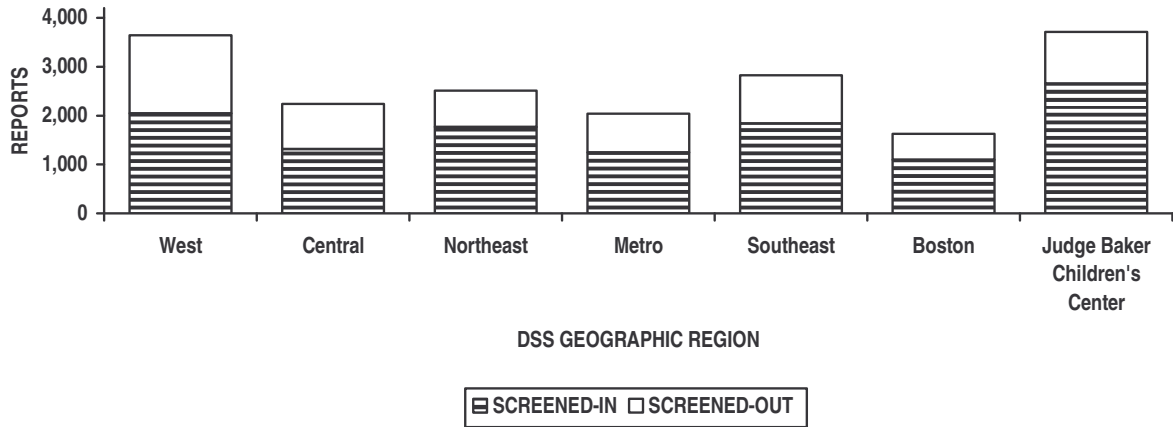 4,000
3,000
2,000
1,000
0
REPORTS
West Central Northeast Metro Southeast Boston Judge Baker
Children's
Center
DSS GEOGRAPHIC REGION
SCREENED-IN SCREENED-OUT